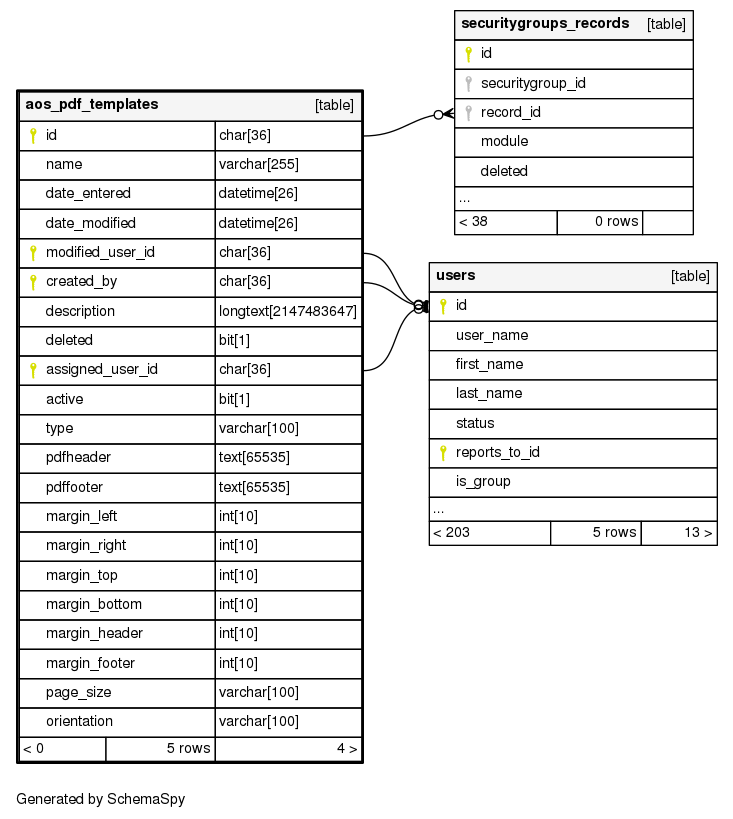 securitygroups_records [table]
id
securitygroup_id
record_id
module
deleted
...
< 38 0 rows
aos_pdf_templates [table]
id char[36]
name varchar[255]
date_entered datetime[26]
date_modified datetime[26]
modified_user_id char[36]
created_by char[36]
description longtext[2147483647]
deleted bit[1]
assigned_user_id char[36]
active bit[1]
type varchar[100]
pdfheader text[65535]
pdffooter text[65535]
margin_left int[10]
margin_right int[10]
margin_top int[10]
margin_bottom int[10]
margin_header int[10]
margin_footer int[10]
page_size varchar[100]
orientation varchar[100]
< 0 5 rows 4 >
users [table]
id
user_name
first_name
last_name
status
reports_to_id
is_group
...
< 203 5 rows 13 >
Generated by SchemaSpy